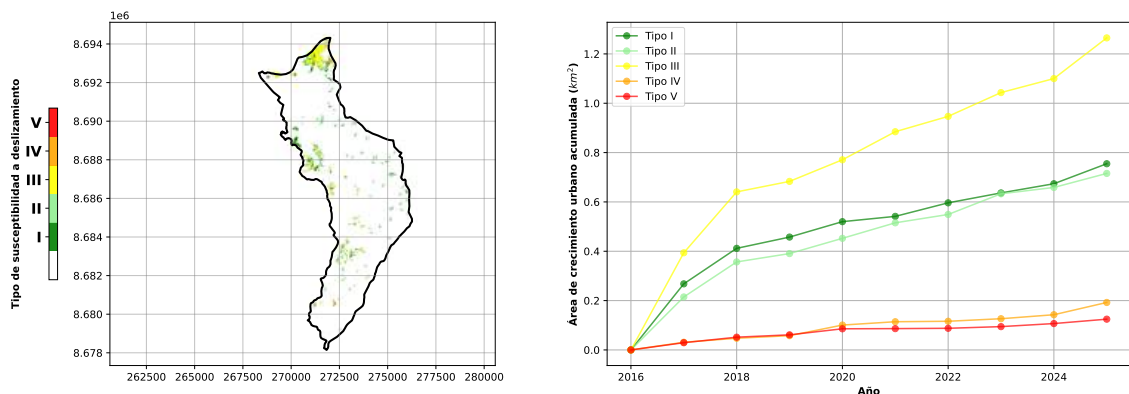 1e6
8.694
8.692
8.690
8.688
8.686
8.684
8.682
8.680
8.678
262500 265000 267500 270000 272500 275000 277500 280000
Tipo de susceptibilidad a deslizamiento
V
IV
III
II
I
Tipo I
Tipo II
Tipo III
Tipo IV
Tipo V
Área de crecimiento urbano acumulada (km²)
1.2
1.0
0.8
0.6
0.4
0.2
0.0
2016 2018 2020 2022 2024
Año